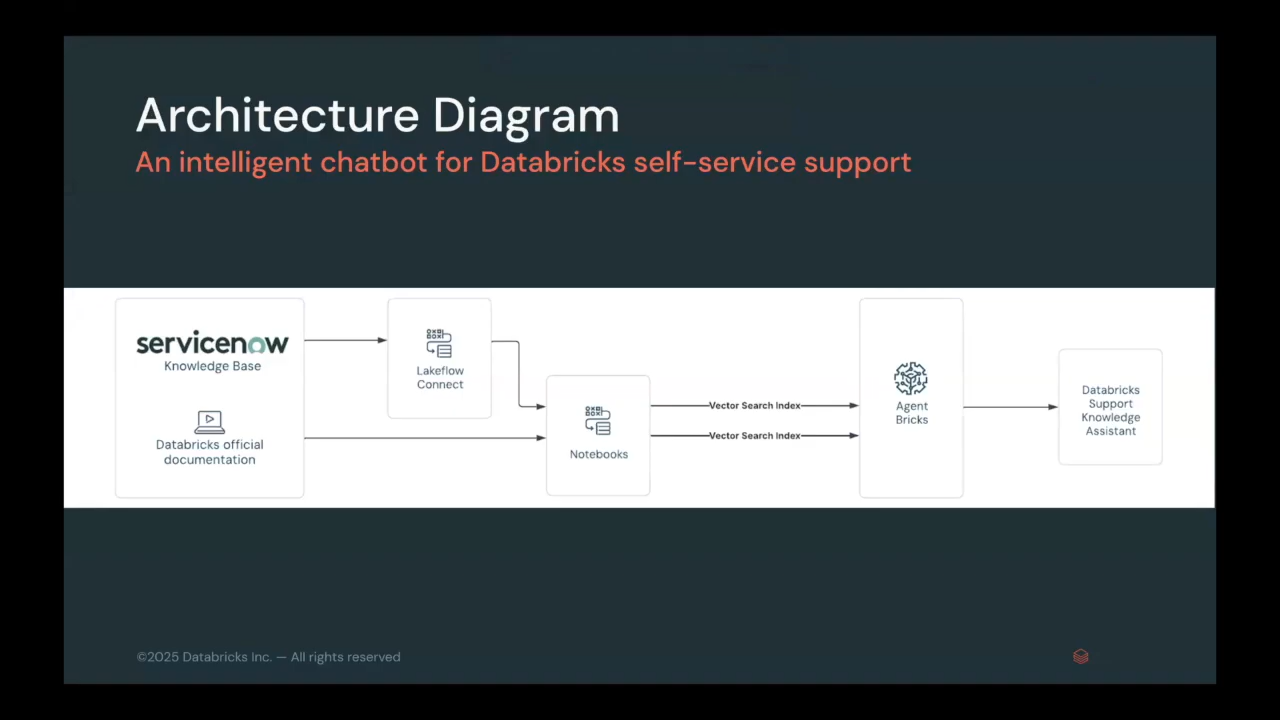 Architecture Diagram
An intelligent chatbot for Databricks self-service support
servicenow
Knowledge Base
Databricks official
documentation
Lakeflow
Connect
Notebooks
Vector Search Index
Vector Search Index
Agent
Bricks
Databricks
Support
Knowledge
Assistant
©2025 Databricks Inc. — All rights reserved